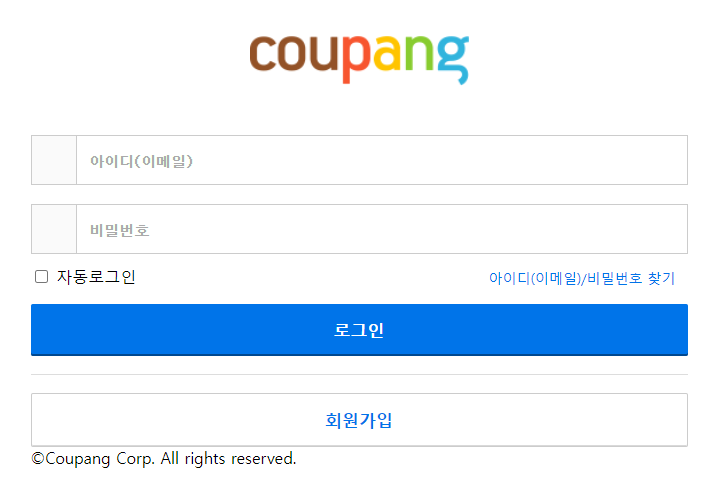 coupang
아이디(이메일)
비밀번호
자동로그인 아이디(이메일)/비밀번호 찾기
로그인
회원가입
©Coupang Corp. All rights reserved.